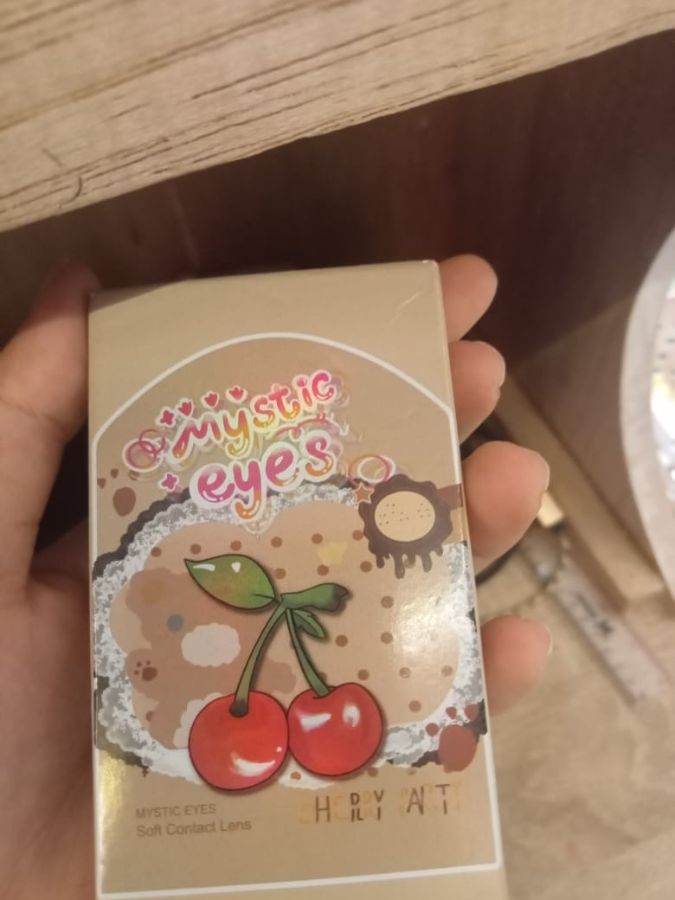 Mystic
eyes
MYSTIC EYES
Soft Contact Lens
CHERRY PARTY